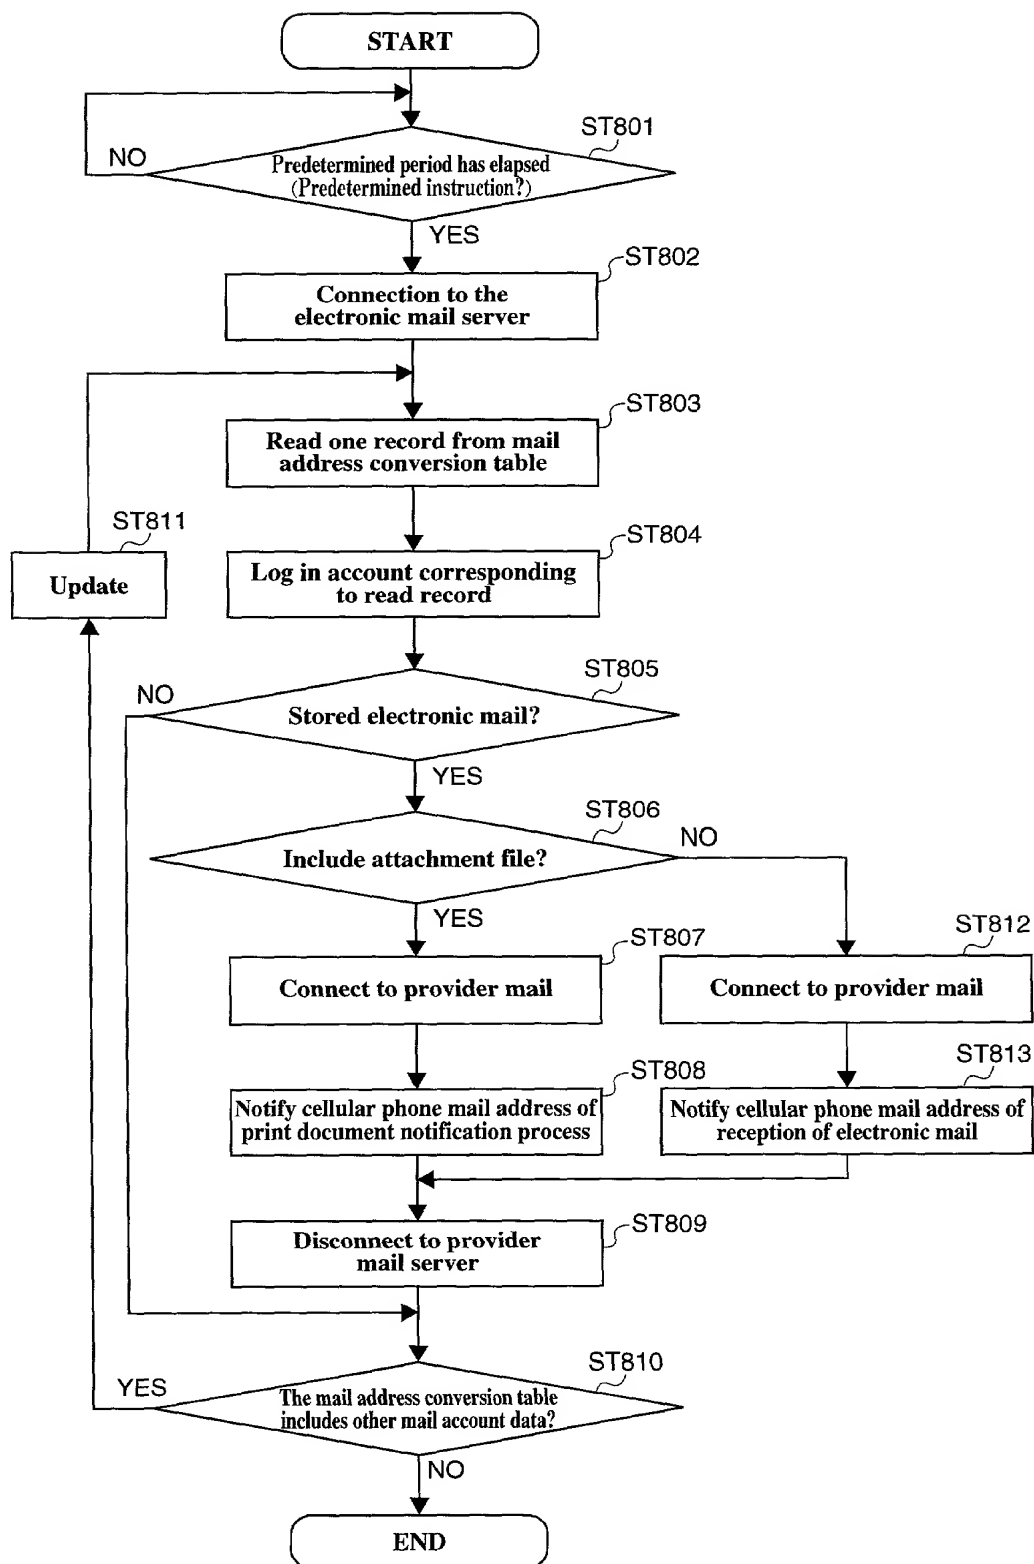 START
ST801
NO
Predetermined period has elapsed
(Predetermined instruction?)
YES
ST802
Connection to the
electronic mail server
ST803
Read one record from mail
address conversion table
ST811
Update
ST804
Log in account corresponding
to read record
ST805
NO
Stored electronic mail?
YES
ST806
NO
Include attachment file?
YES
ST807
Connect to provider mail
ST812
Connect to provider mail
ST808
Notify cellular phone mail address of
print document notification process
ST813
Notify cellular phone mail address of
reception of electronic mail
ST809
Disconnect to provider
mail server
ST810
YES
The mail address conversion table
includes other mail account data?
NO
END